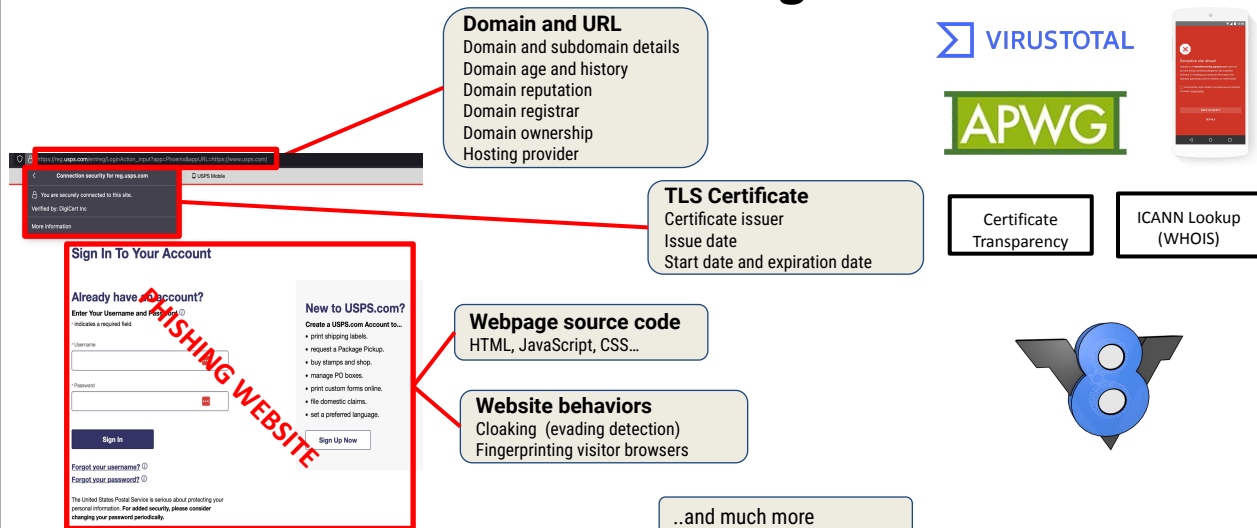 Domain and URL
Domain and subdomain details
Domain age and history
Domain reputation
Domain registrar
Domain ownership
Hosting provider
VIRUSTOTAL
APWG
https://reg.usps.com/entreg/LoginAction_input?app=Phoenix&appURL=https://www.usps.com/
Connection security for reg.usps.com
USPS Mobile
You are securely connected to this site.
Verified by: DigiCert Inc
More information
TLS Certificate
Certificate issuer
Issue date
Start date and expiration date
Certificate
Transparency
ICANN Lookup
(WHOIS)
Sign In To Your Account
Already have an account?
Enter Your Username and Password
* indicates a required field
* Username
* Password
Sign In
Forgot your username?
Forgot your password?
The United States Postal Service is serious about protecting your
personal information. For added security, please consider
changing your password periodically.
PHISHING WEBSITE
New to USPS.com?
Create a USPS.com Account to...
• print shipping labels.
• request a Package Pickup.
• buy stamps and shop.
• manage PO boxes.
• print custom forms online.
• file domestic claims.
• set a preferred language.
Sign Up Now
Webpage source code
HTML, JavaScript, CSS…
Website behaviors
Cloaking (evading detection)
Fingerprinting visitor browsers
8
..and much more